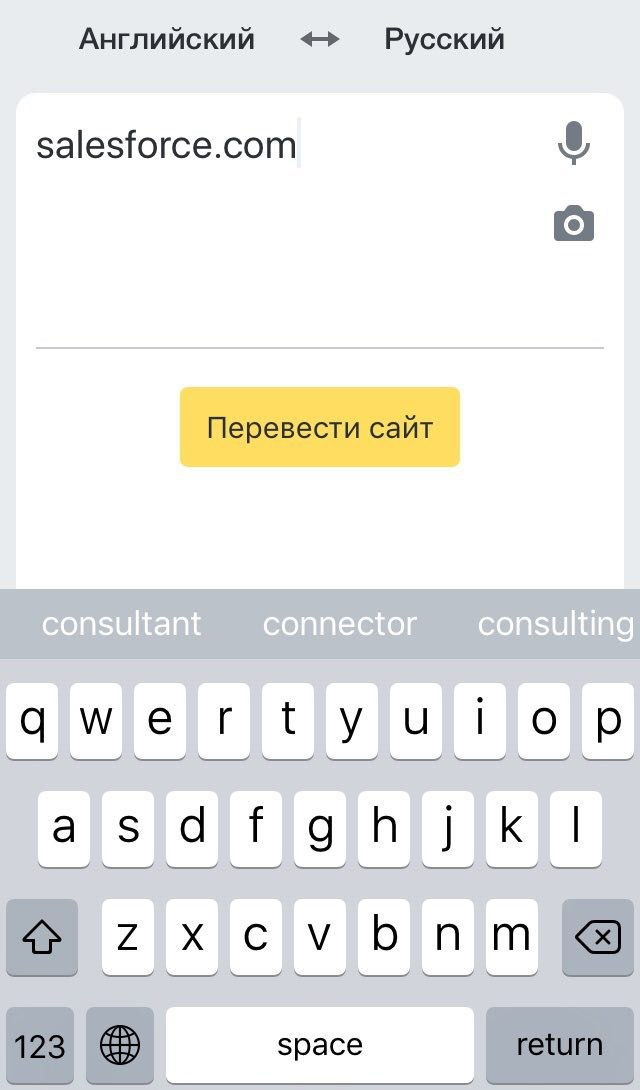 Английский Русский
salesforce.com
Перевести сайт
consultant connector consulting
q w e r t y u i o p
a s d f g h j k l
z x c v b n m
123 space return